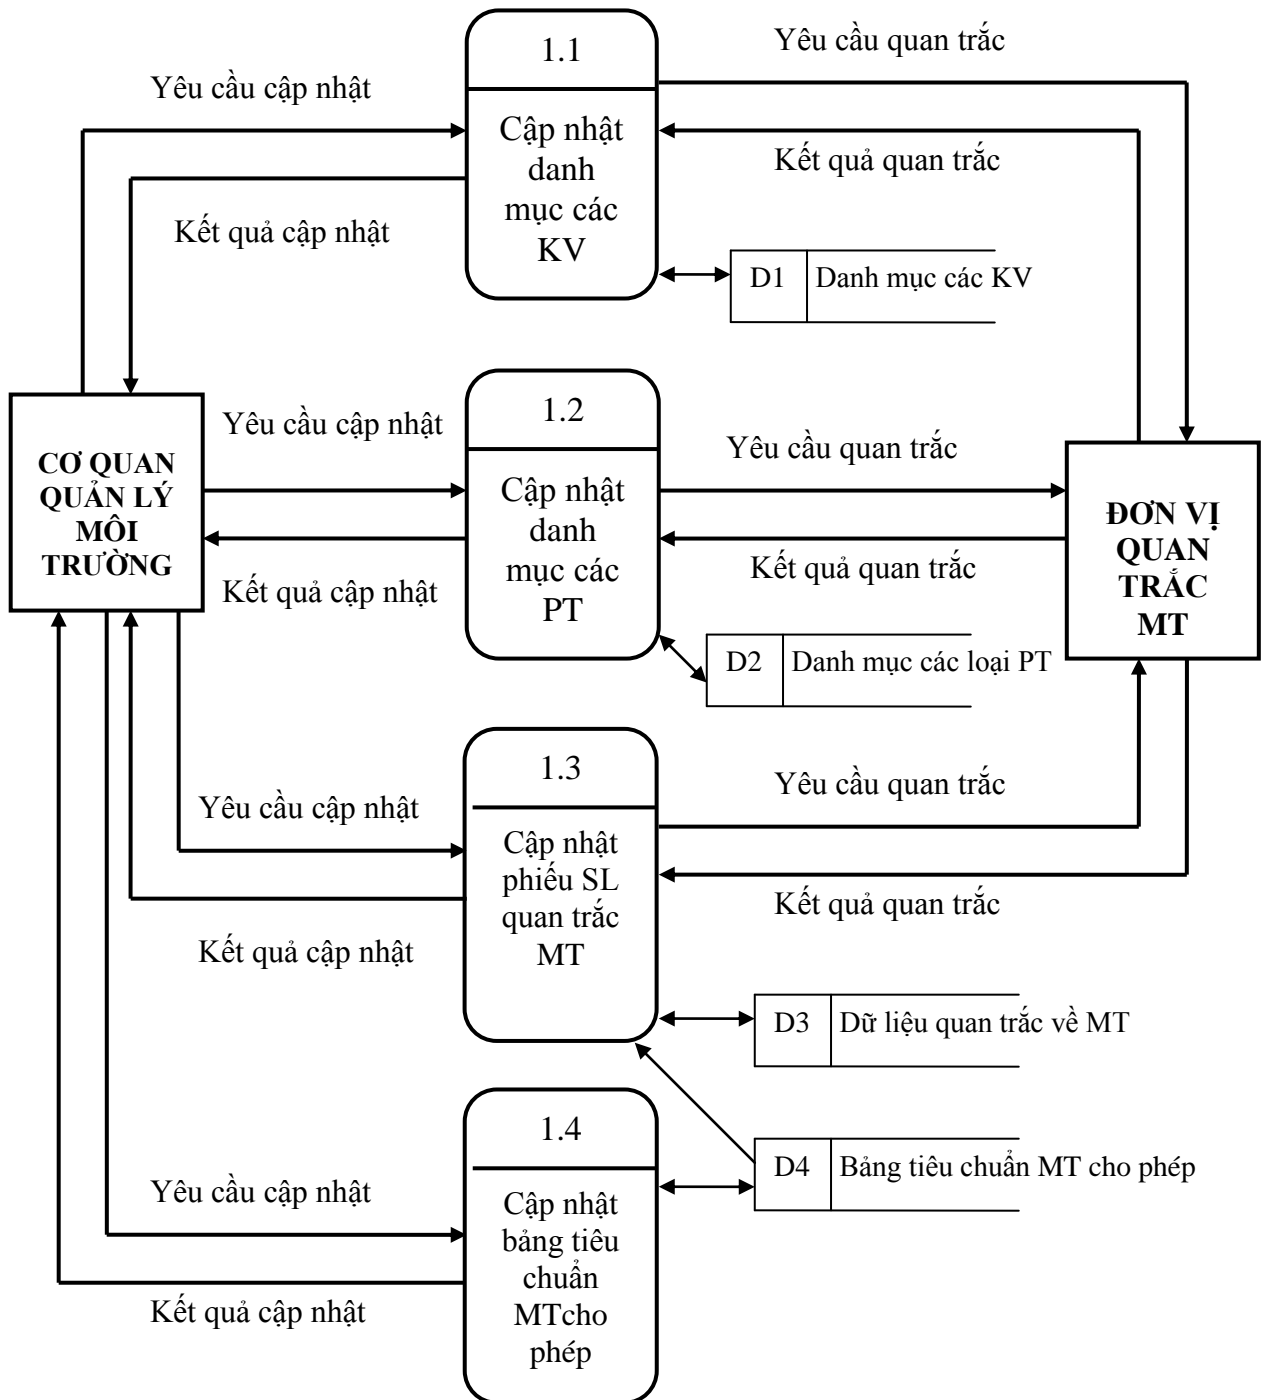 1.1
Yêu cầu quan trắc
Yêu cầu cập nhật
Cập nhật
danh
mục các
KV
Kết quả quan trắc
Kết quả cập nhật
D1
Danh mục các KV
1.2
Yêu cầu cập nhật
Yêu cầu quan trắc
CƠ QUAN
QUẢN LÝ
MÔI
TRƯỜNG
Cập nhật
danh
mục các
PT
ĐƠN VỊ
QUAN
TRẮC
MT
Kết quả cập nhật
Kết quả quan trắc
D2
Danh mục các loại PT
1.3
Yêu cầu quan trắc
Yêu cầu cập nhật
Cập nhật
phiếu SL
quan trắc
MT
Kết quả quan trắc
Kết quả cập nhật
D3
Dữ liệu quan trắc về MT
1.4
D4
Bảng tiêu chuẩn MT cho phép
Yêu cầu cập nhật
Cập nhật
bảng tiêu
chuẩn
MTcho
phép
Kết quả cập nhật